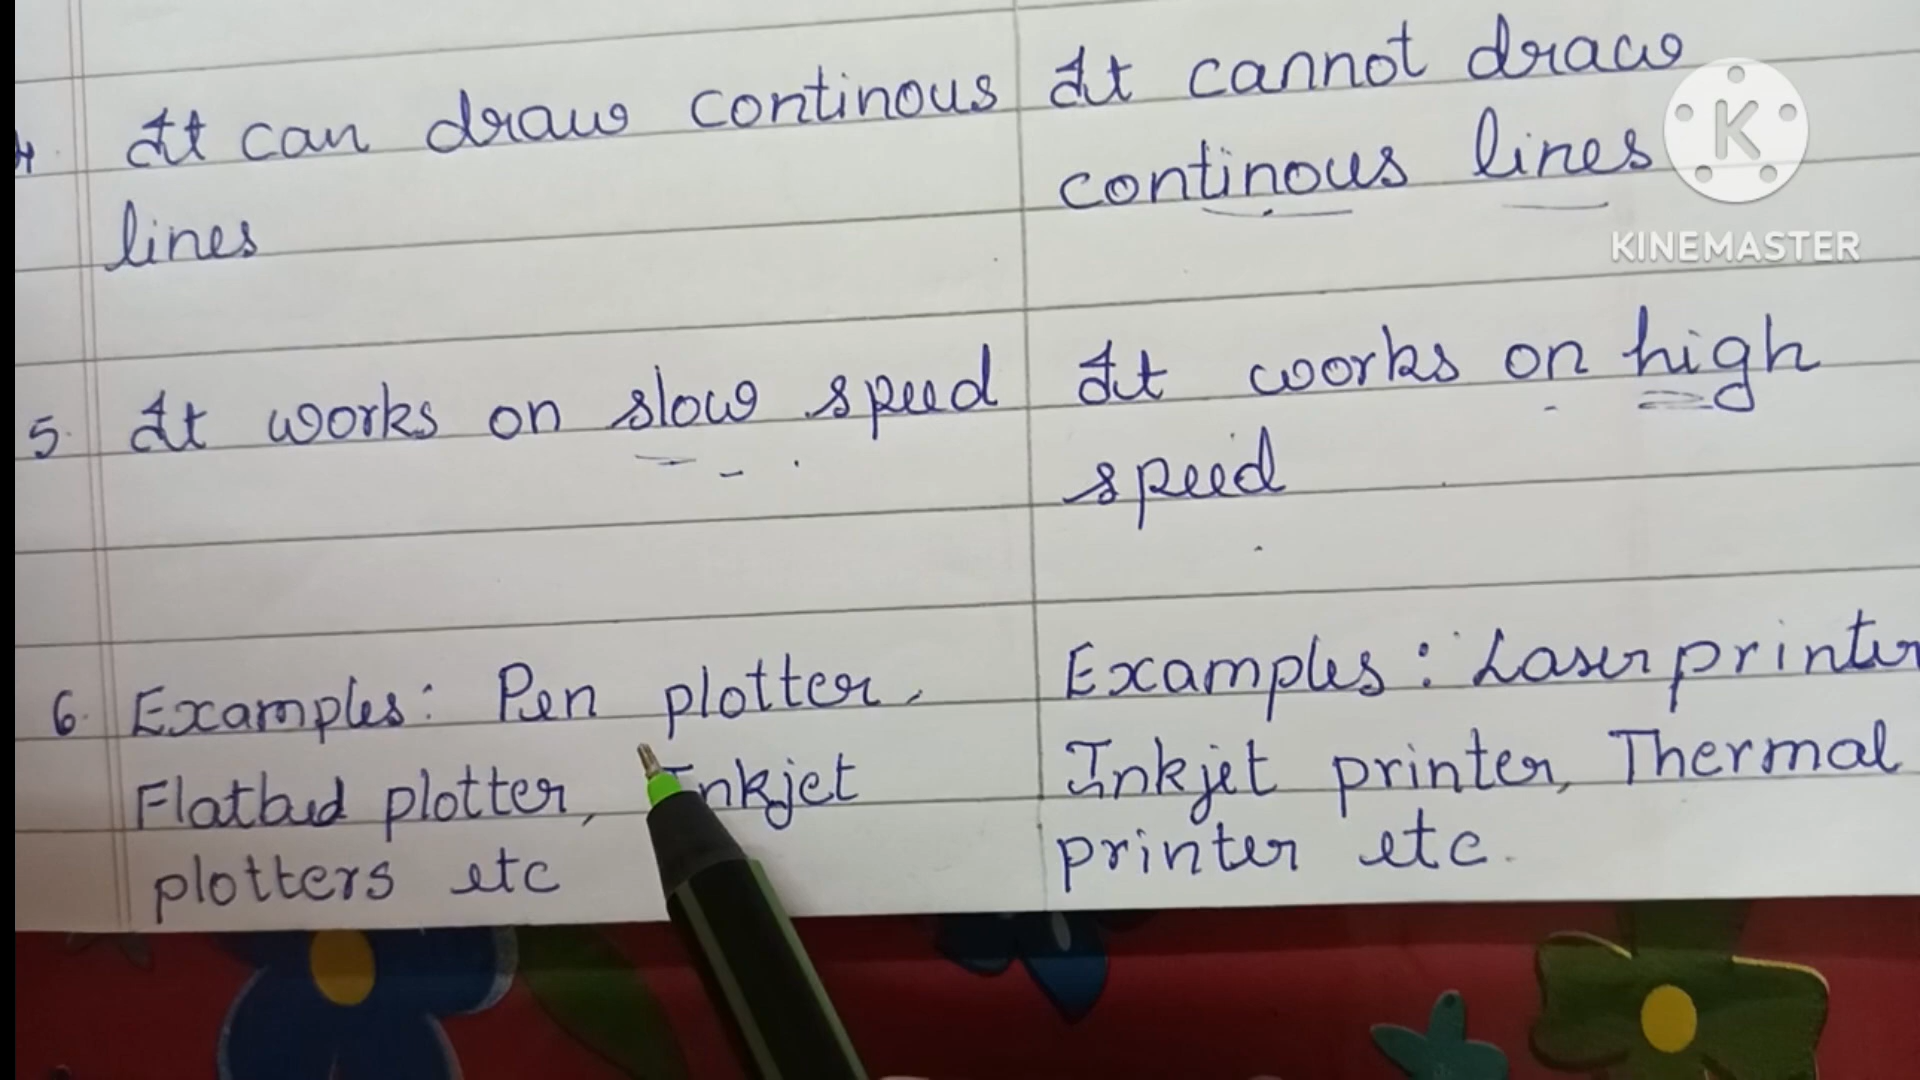 4. It can draw continous
lines
It cannot draw
continous lines
5. It works on slow speed
It works on high
speed
6. Examples: Pen plotter,
Flatbed plotter, Inkjet
plotters etc
Examples: Laser printer
Inkjet printer, Thermal
printer etc.
K
KINEMASTER